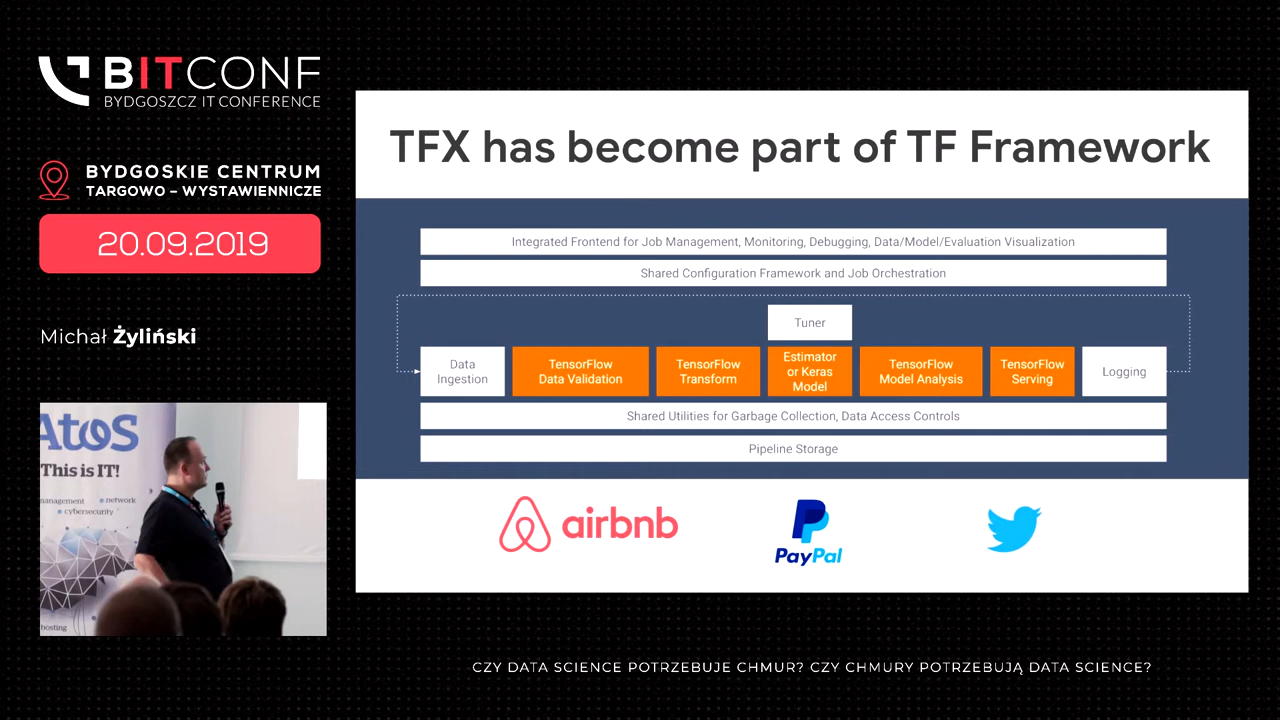 BITCONF
BYDGOSZCZ IT CONFERENCE
BYDGOSKIE CENTRUM
TARGOWO – WYSTAWIENNICZE
20.09.2019
Michał Żyliński
AtoS
This is IT!
management • network
• cybersecurity
hosting
TFX has become part of TF Framework
Integrated Frontend for Job Management, Monitoring, Debugging, Data/Model/Evaluation Visualization
Shared Configuration Framework and Job Orchestration
Tuner
Data
Ingestion
TensorFlow
Data Validation
TensorFlow
Transform
Estimator
or Keras
Model
TensorFlow
Model Analysis
TensorFlow
Serving
Logging
Shared Utilities for Garbage Collection, Data Access Controls
Pipeline Storage
airbnb
PayPal
CZY DATA SCIENCE POTRZEBUJE CHMUR? CZY CHMURY POTRZEBUJĄ DATA SCIENCE?